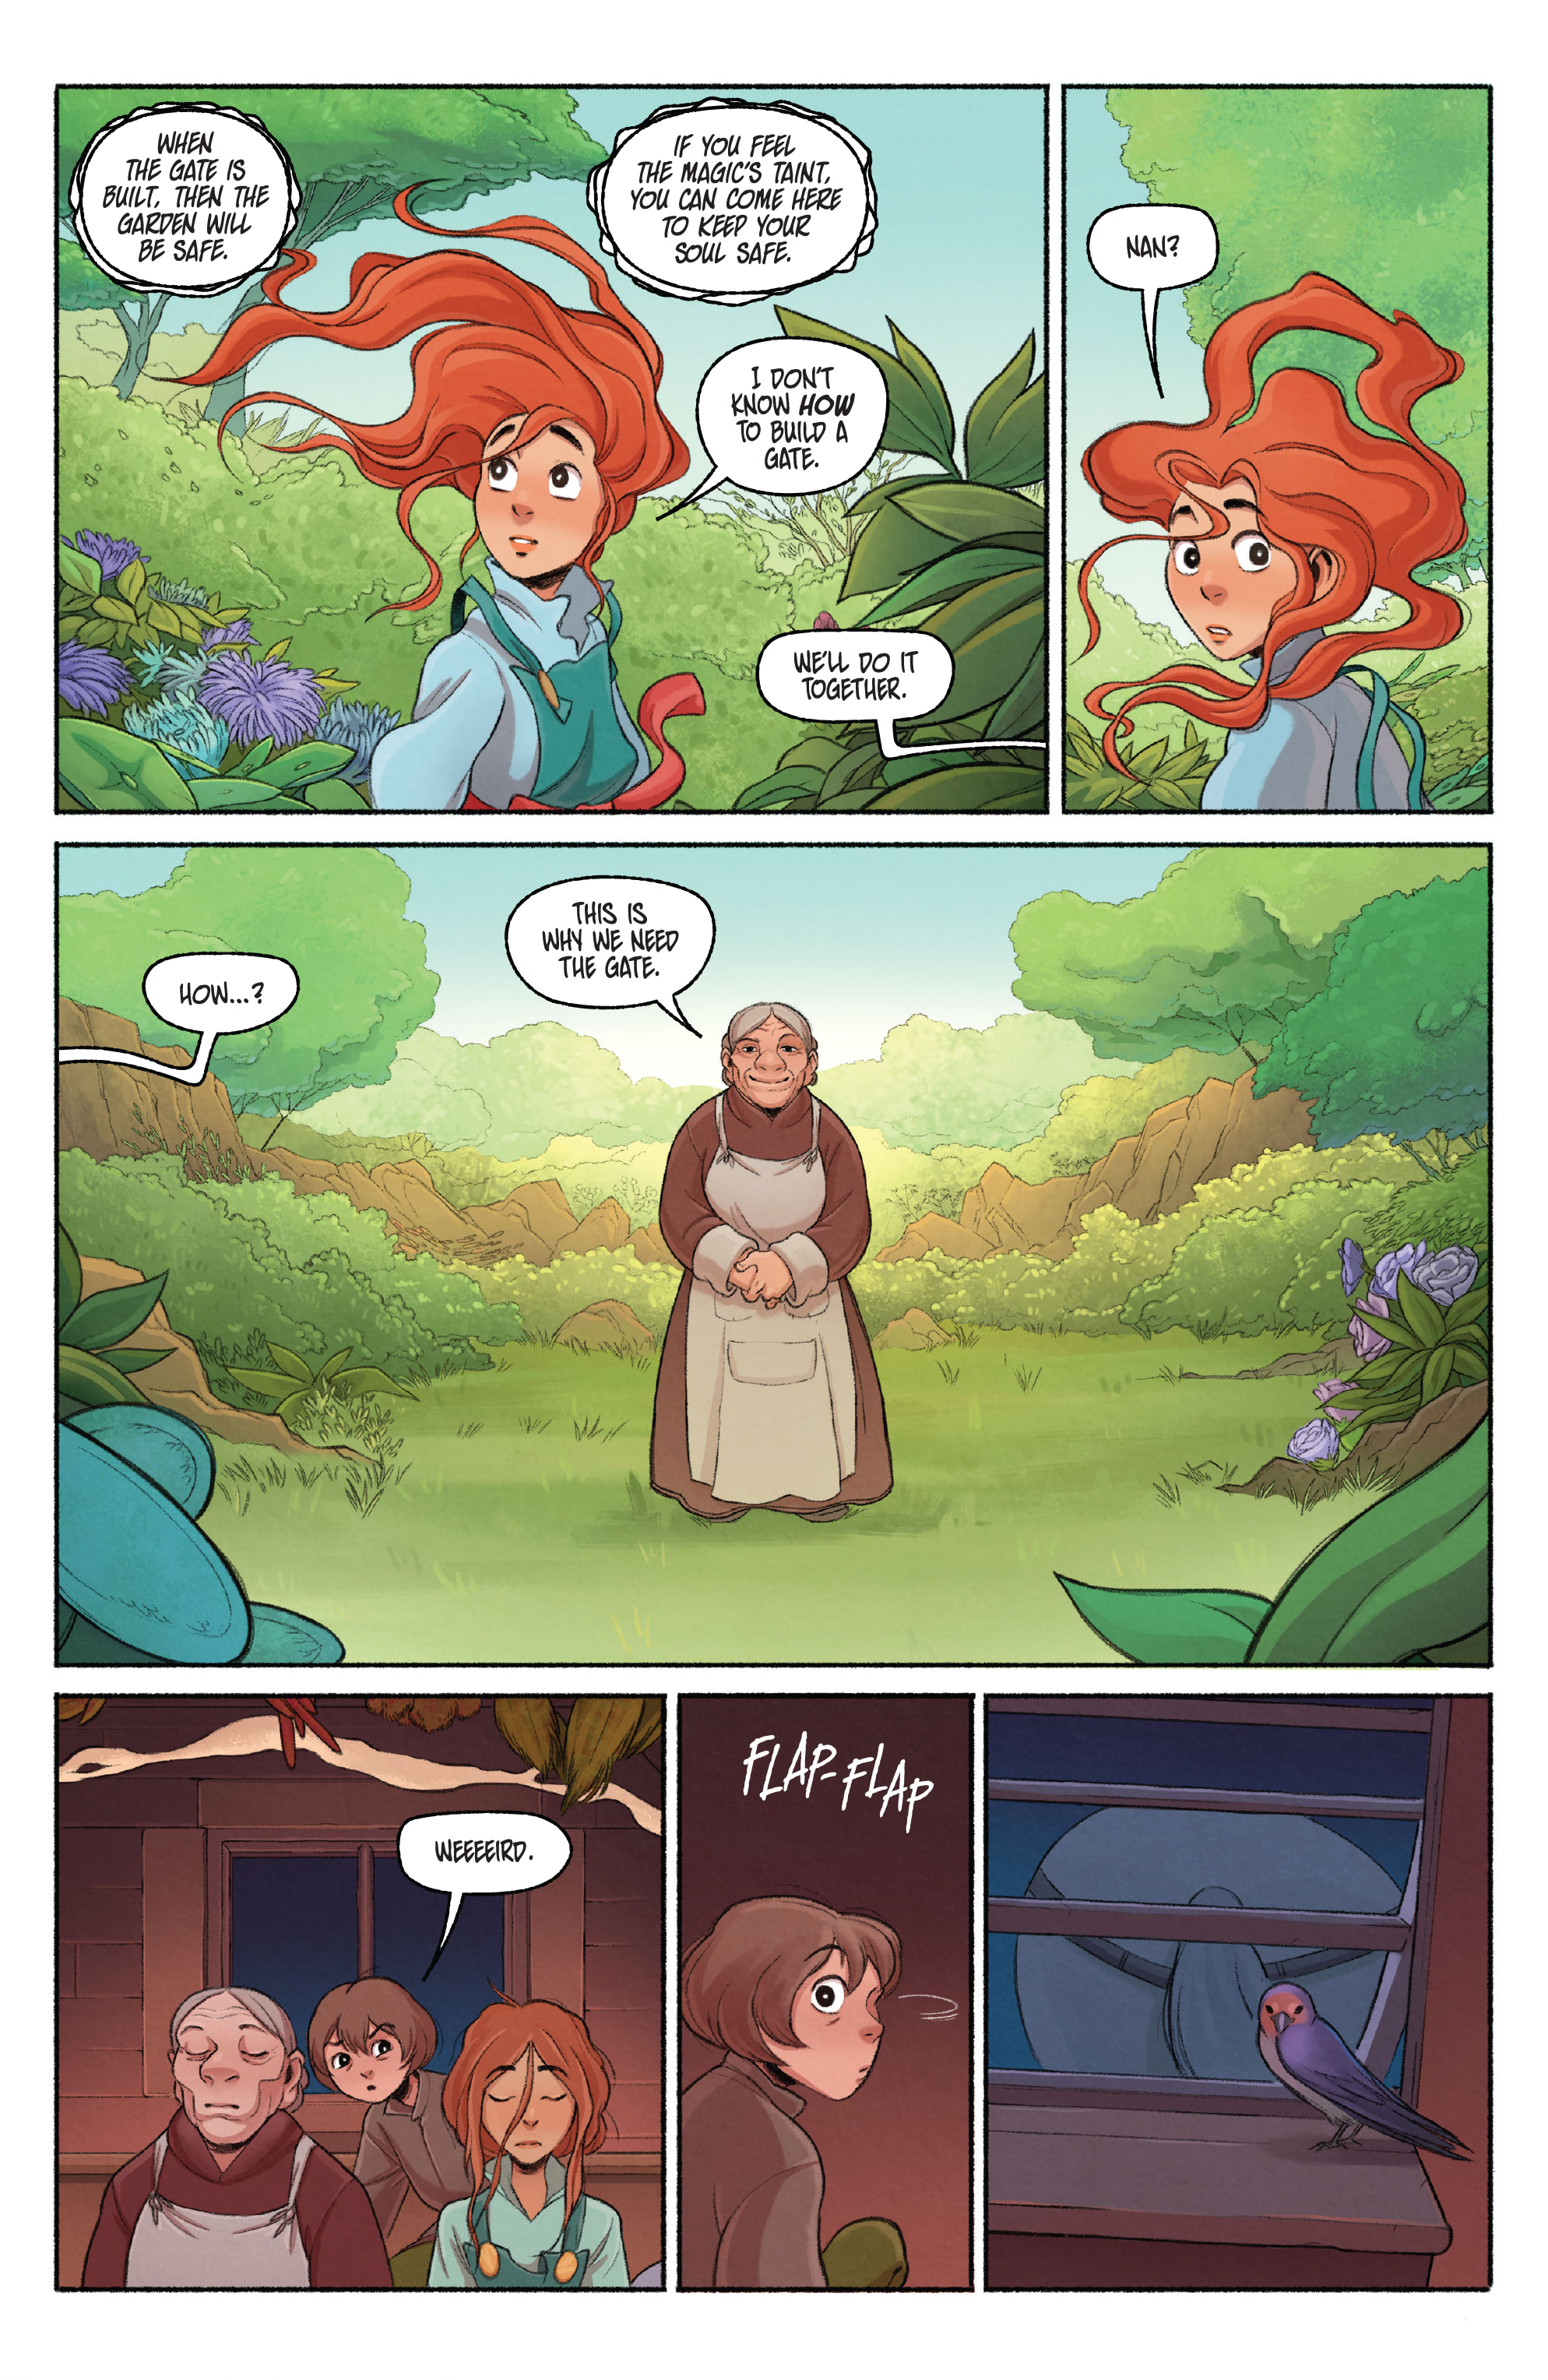 WHEN
THE GATE IS
BUILT, THEN THE
GARDEN WILL
BE SAFE.
IF YOU FEEL
THE MAGIC'S TAINT,
YOU CAN COME HERE
TO KEEP YOUR
SOUL SAFE.
I DON'T
KNOW HOW
TO BUILD A
GATE.
WE'LL DO IT
TOGETHER.
NAN?
HOW...?
THIS IS
WHY WE NEED
THE GATE.
WEEEEIRD.
FLAP-FLAP